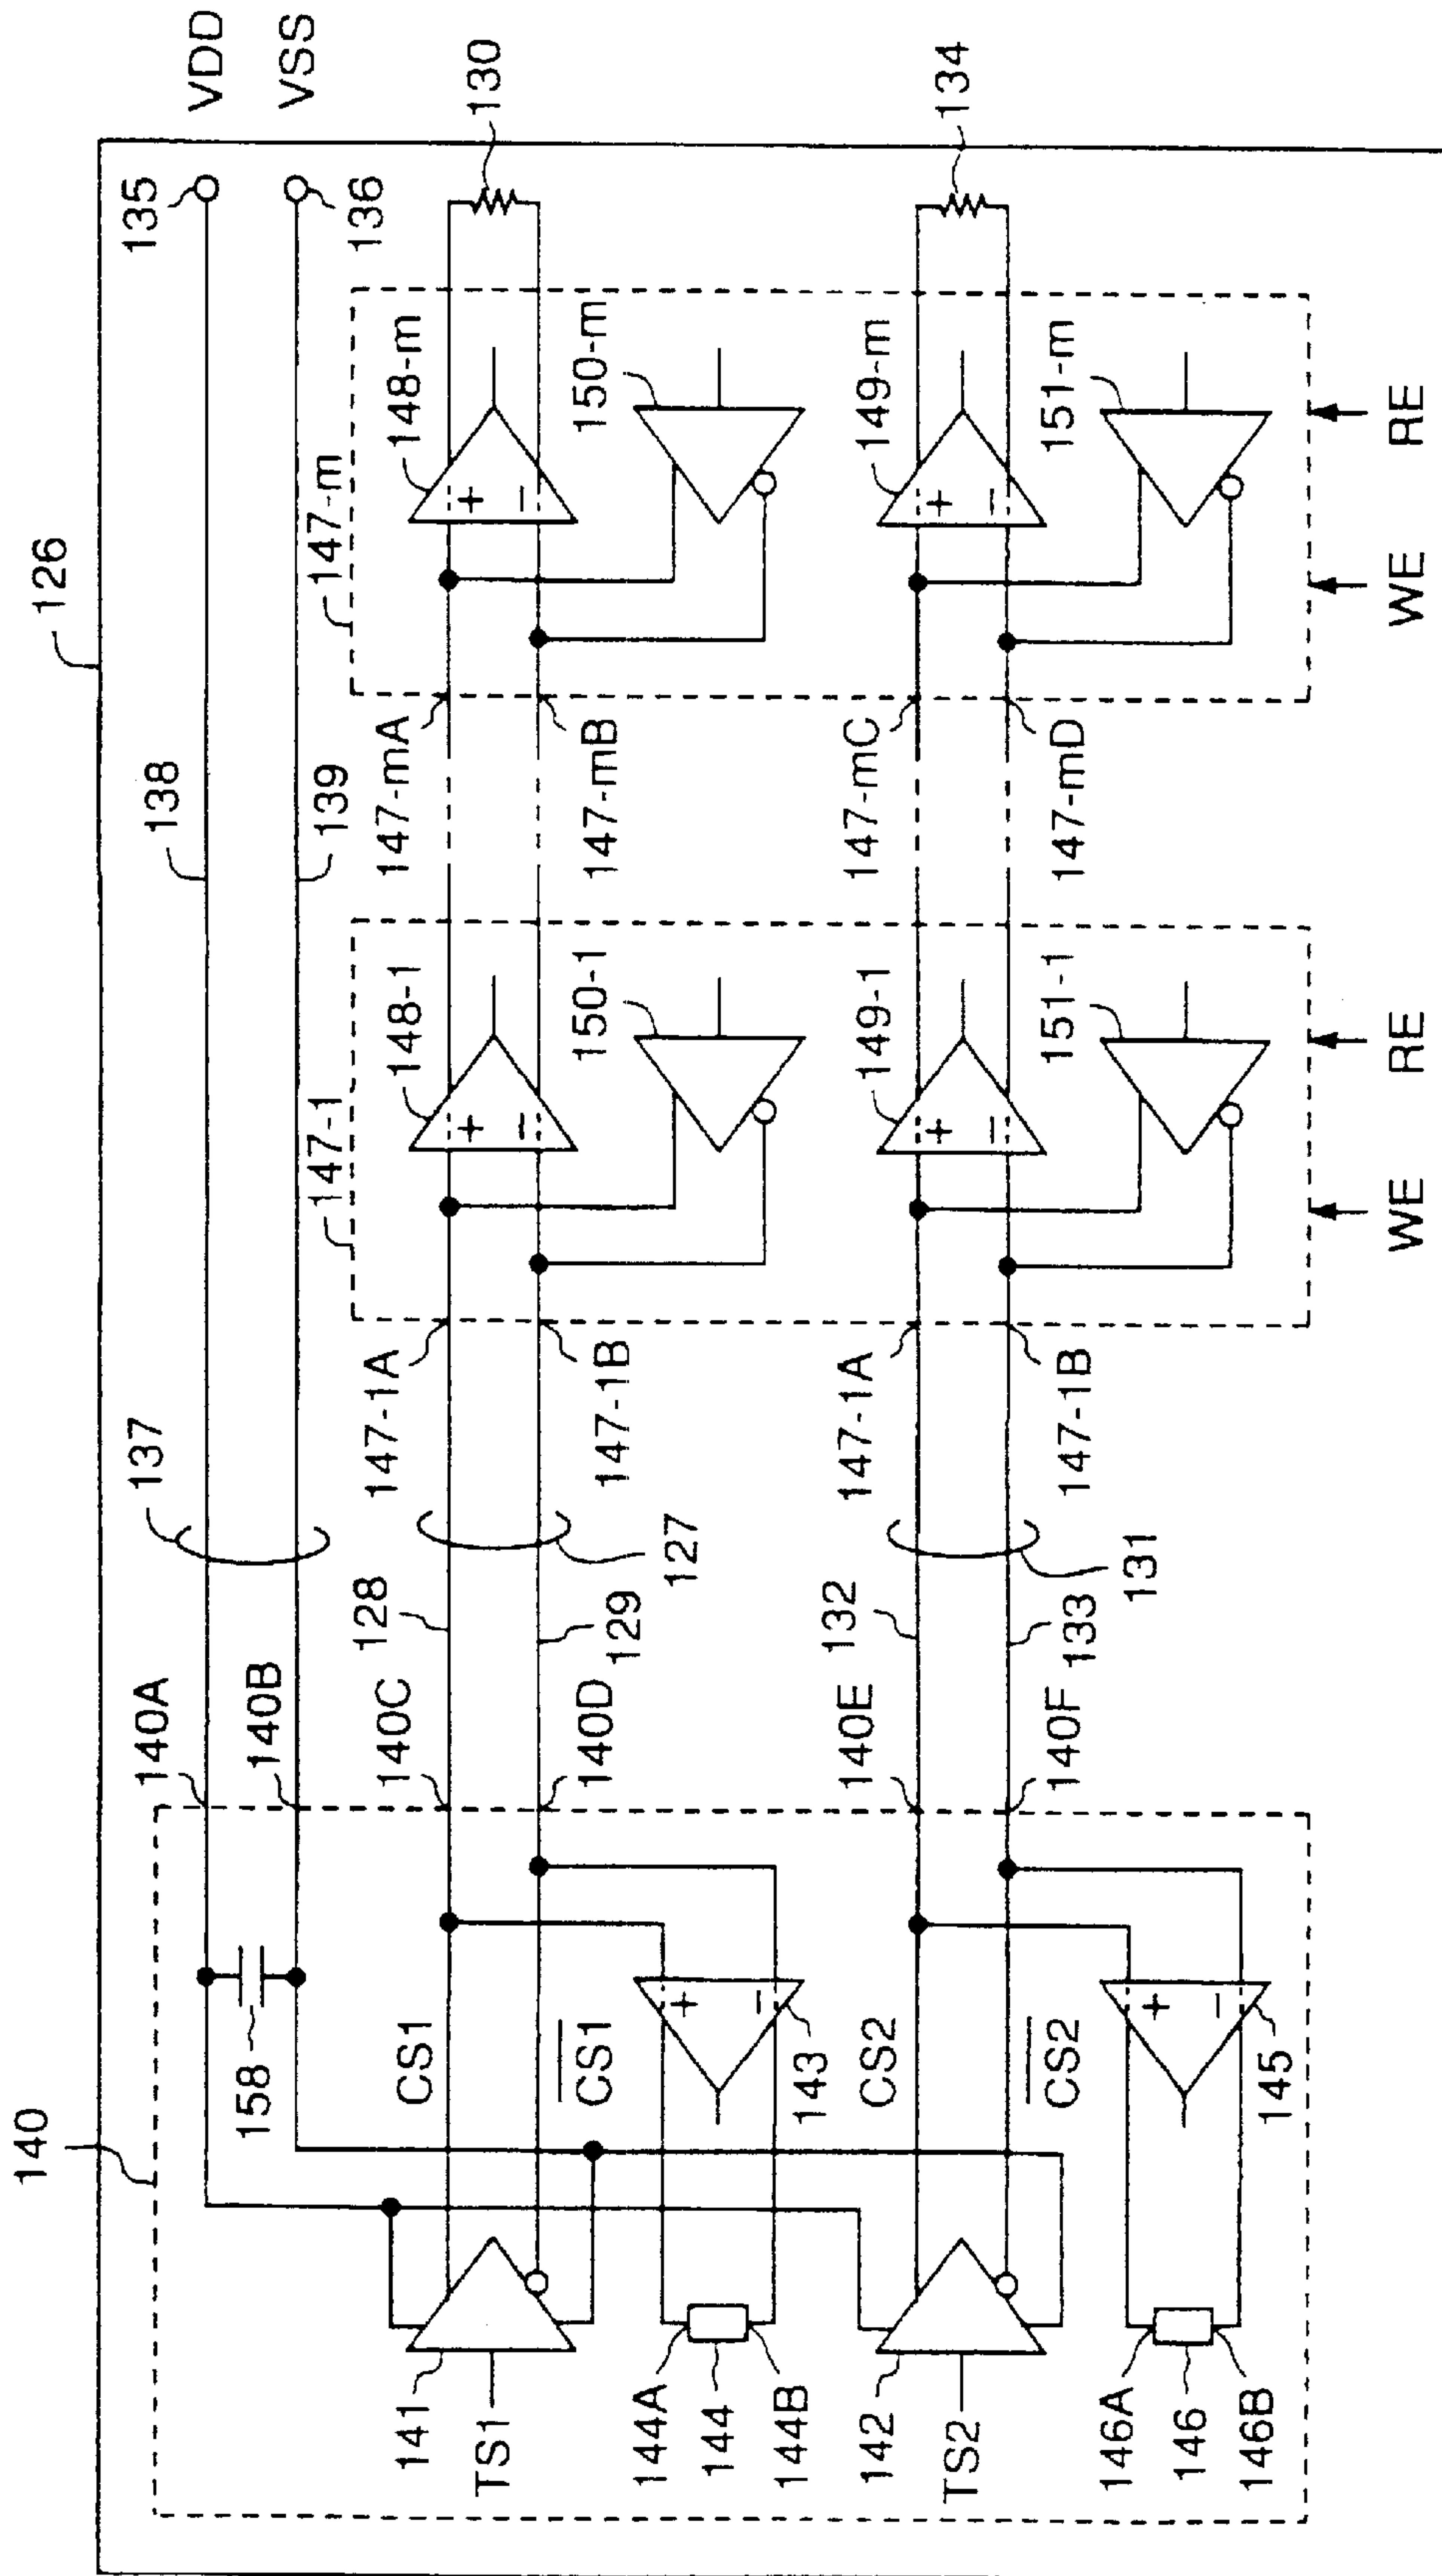 126
VDD
VSS
135
136
137
138
139
140
140A
140B
158
147-1
147-m
128
140C
147-1A
148-1
147-mA
148-m
130
141
TS1
CS1
CS1
140D
129
127
147-1B
150-1
147-mB
150-m
144A
144
144B
143
132
140E
147-1A
149-1
147-mC
149-m
134
142
TS2
CS2
CS2
140F
133
131
147-1B
151-1
147-mD
151-m
146A
146
146B
145
WE
RE
WE
RE